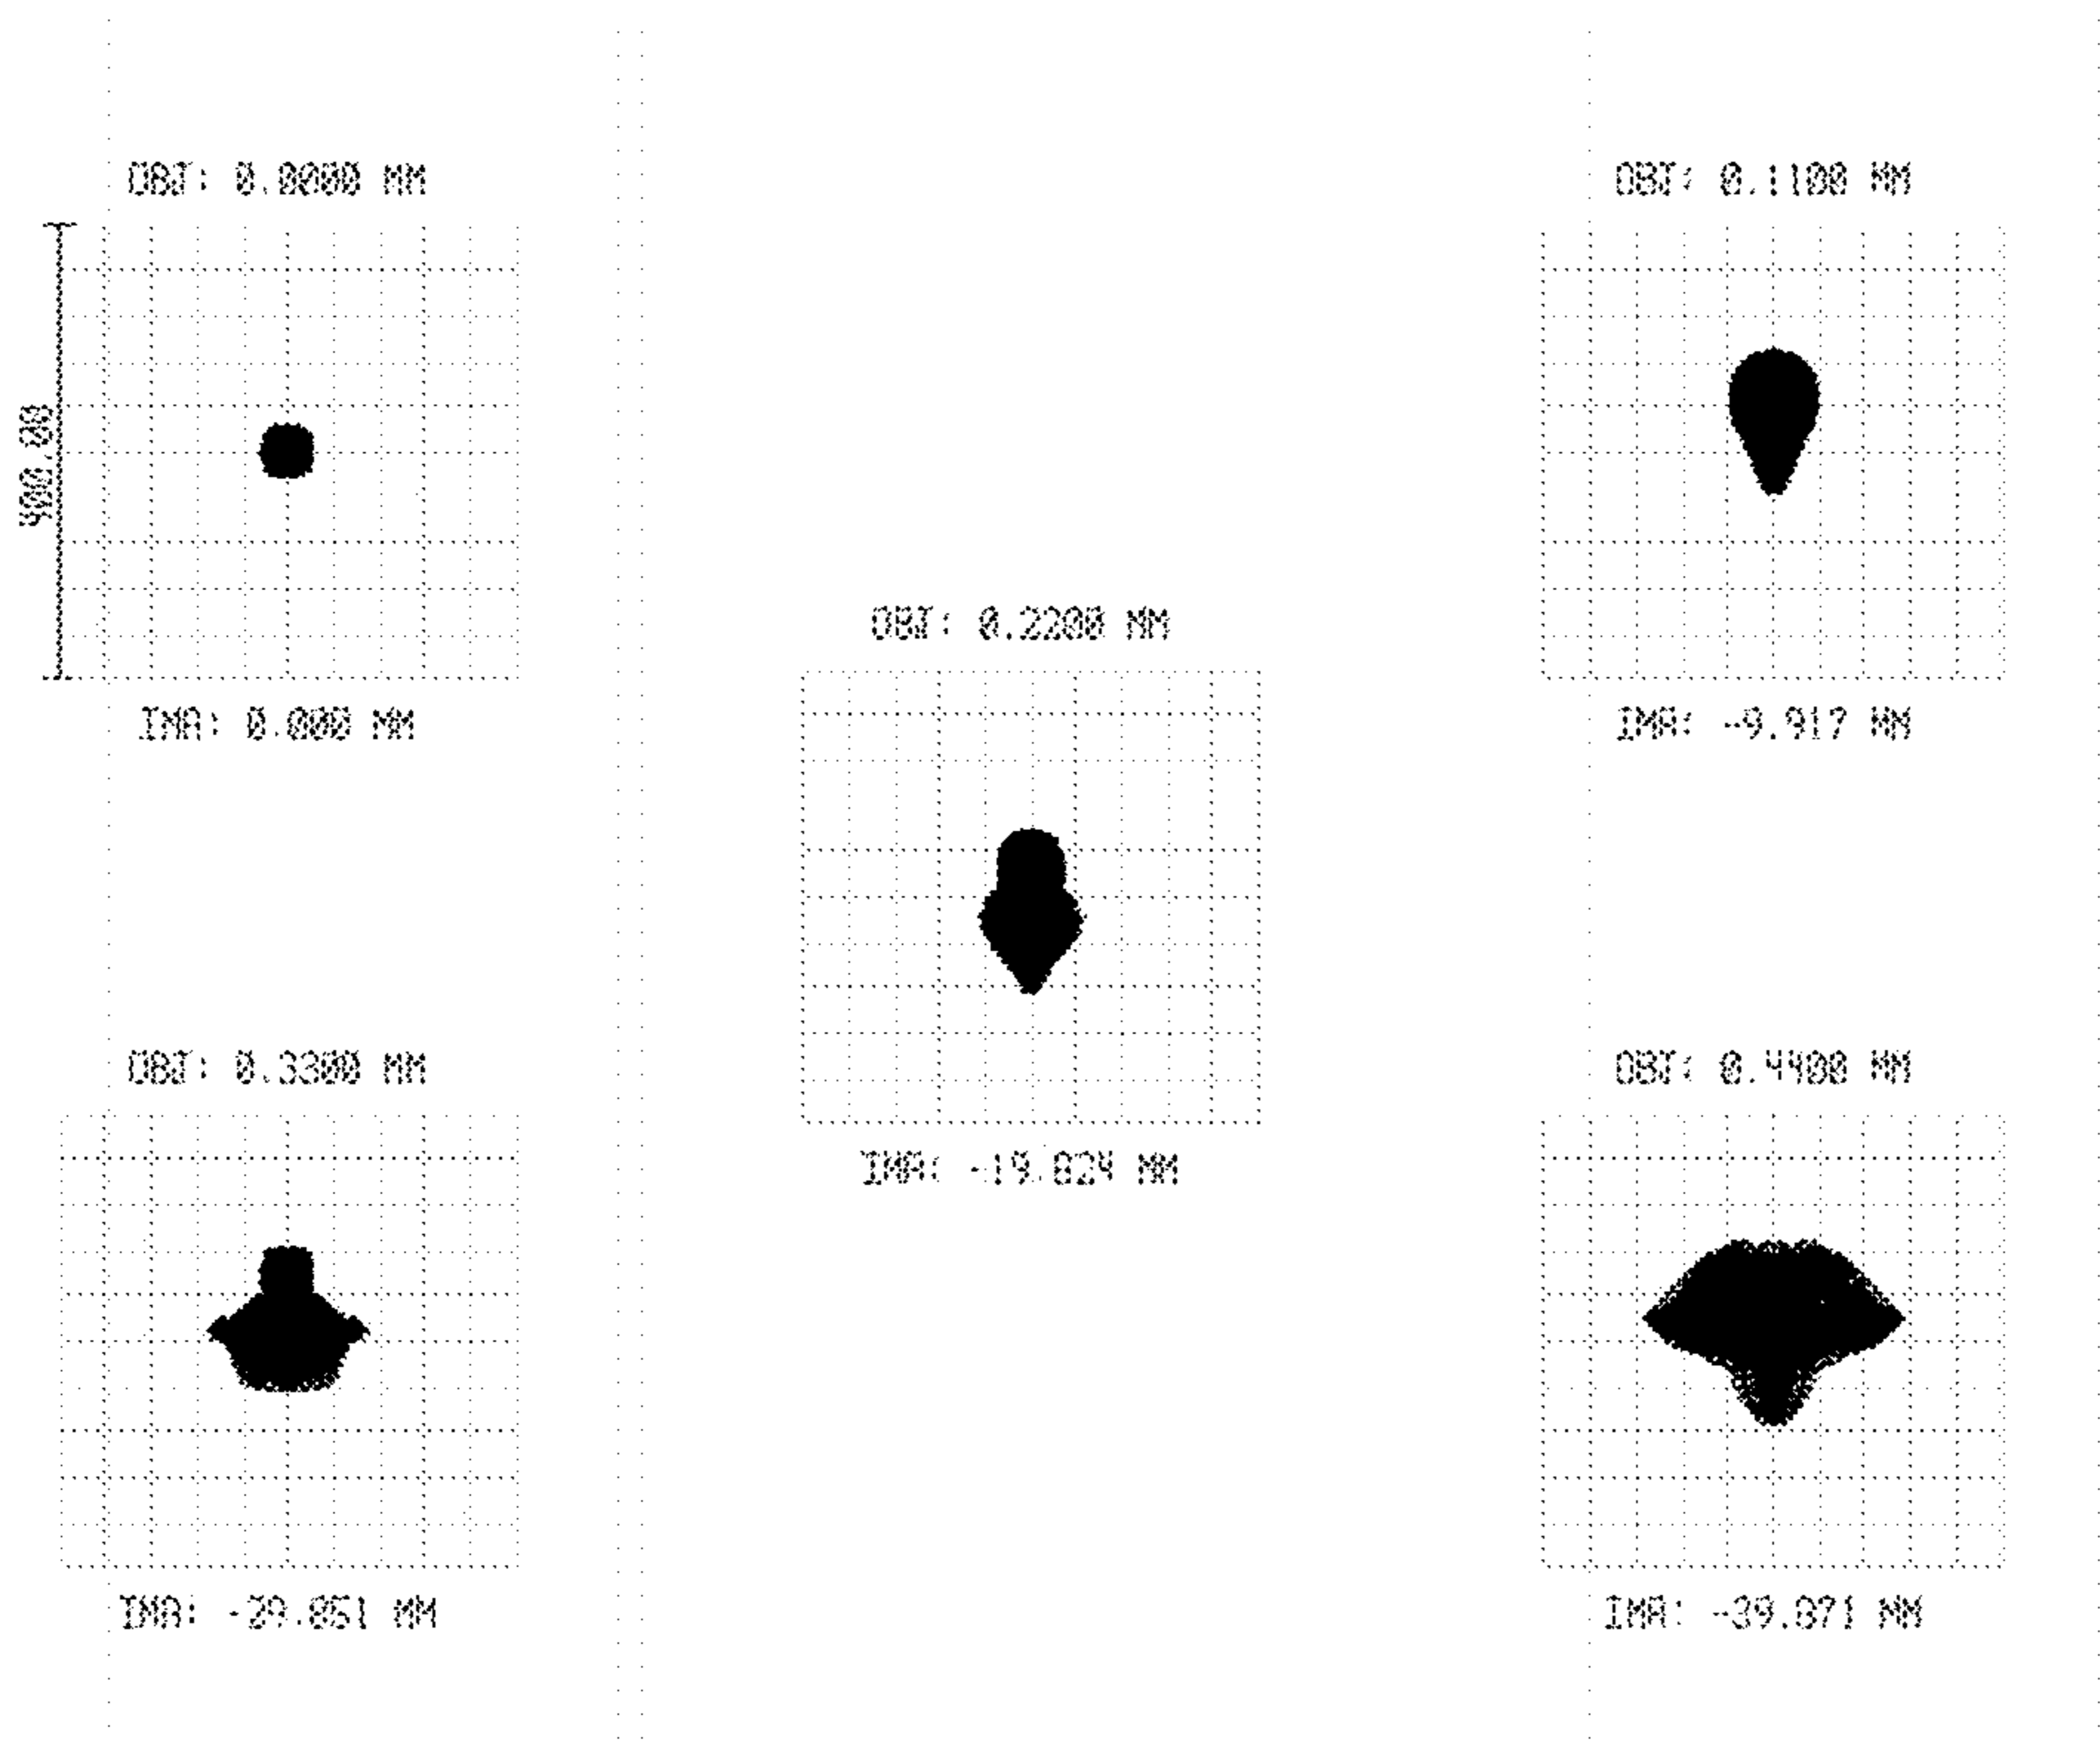 OBJ: 0.0000 MM
OBJ: 0.1100 MM
400.00
IMA: 0.000 MM
IMA: -9.917 MM
OBJ: 0.2200 MM
IMA: -19.824 MM
OBJ: 0.3300 MM
OBJ: 0.4400 MM
IMA: -29.851 MM
IMA: -39.871 MM